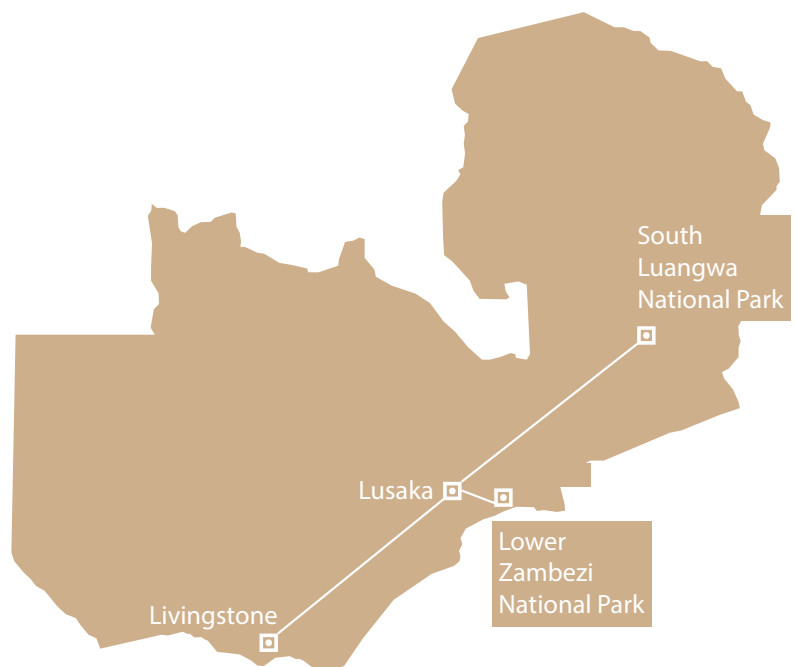 South
Luangwa
National Park
Lusaka
Lower
Zambezi
National Park
Livingstone